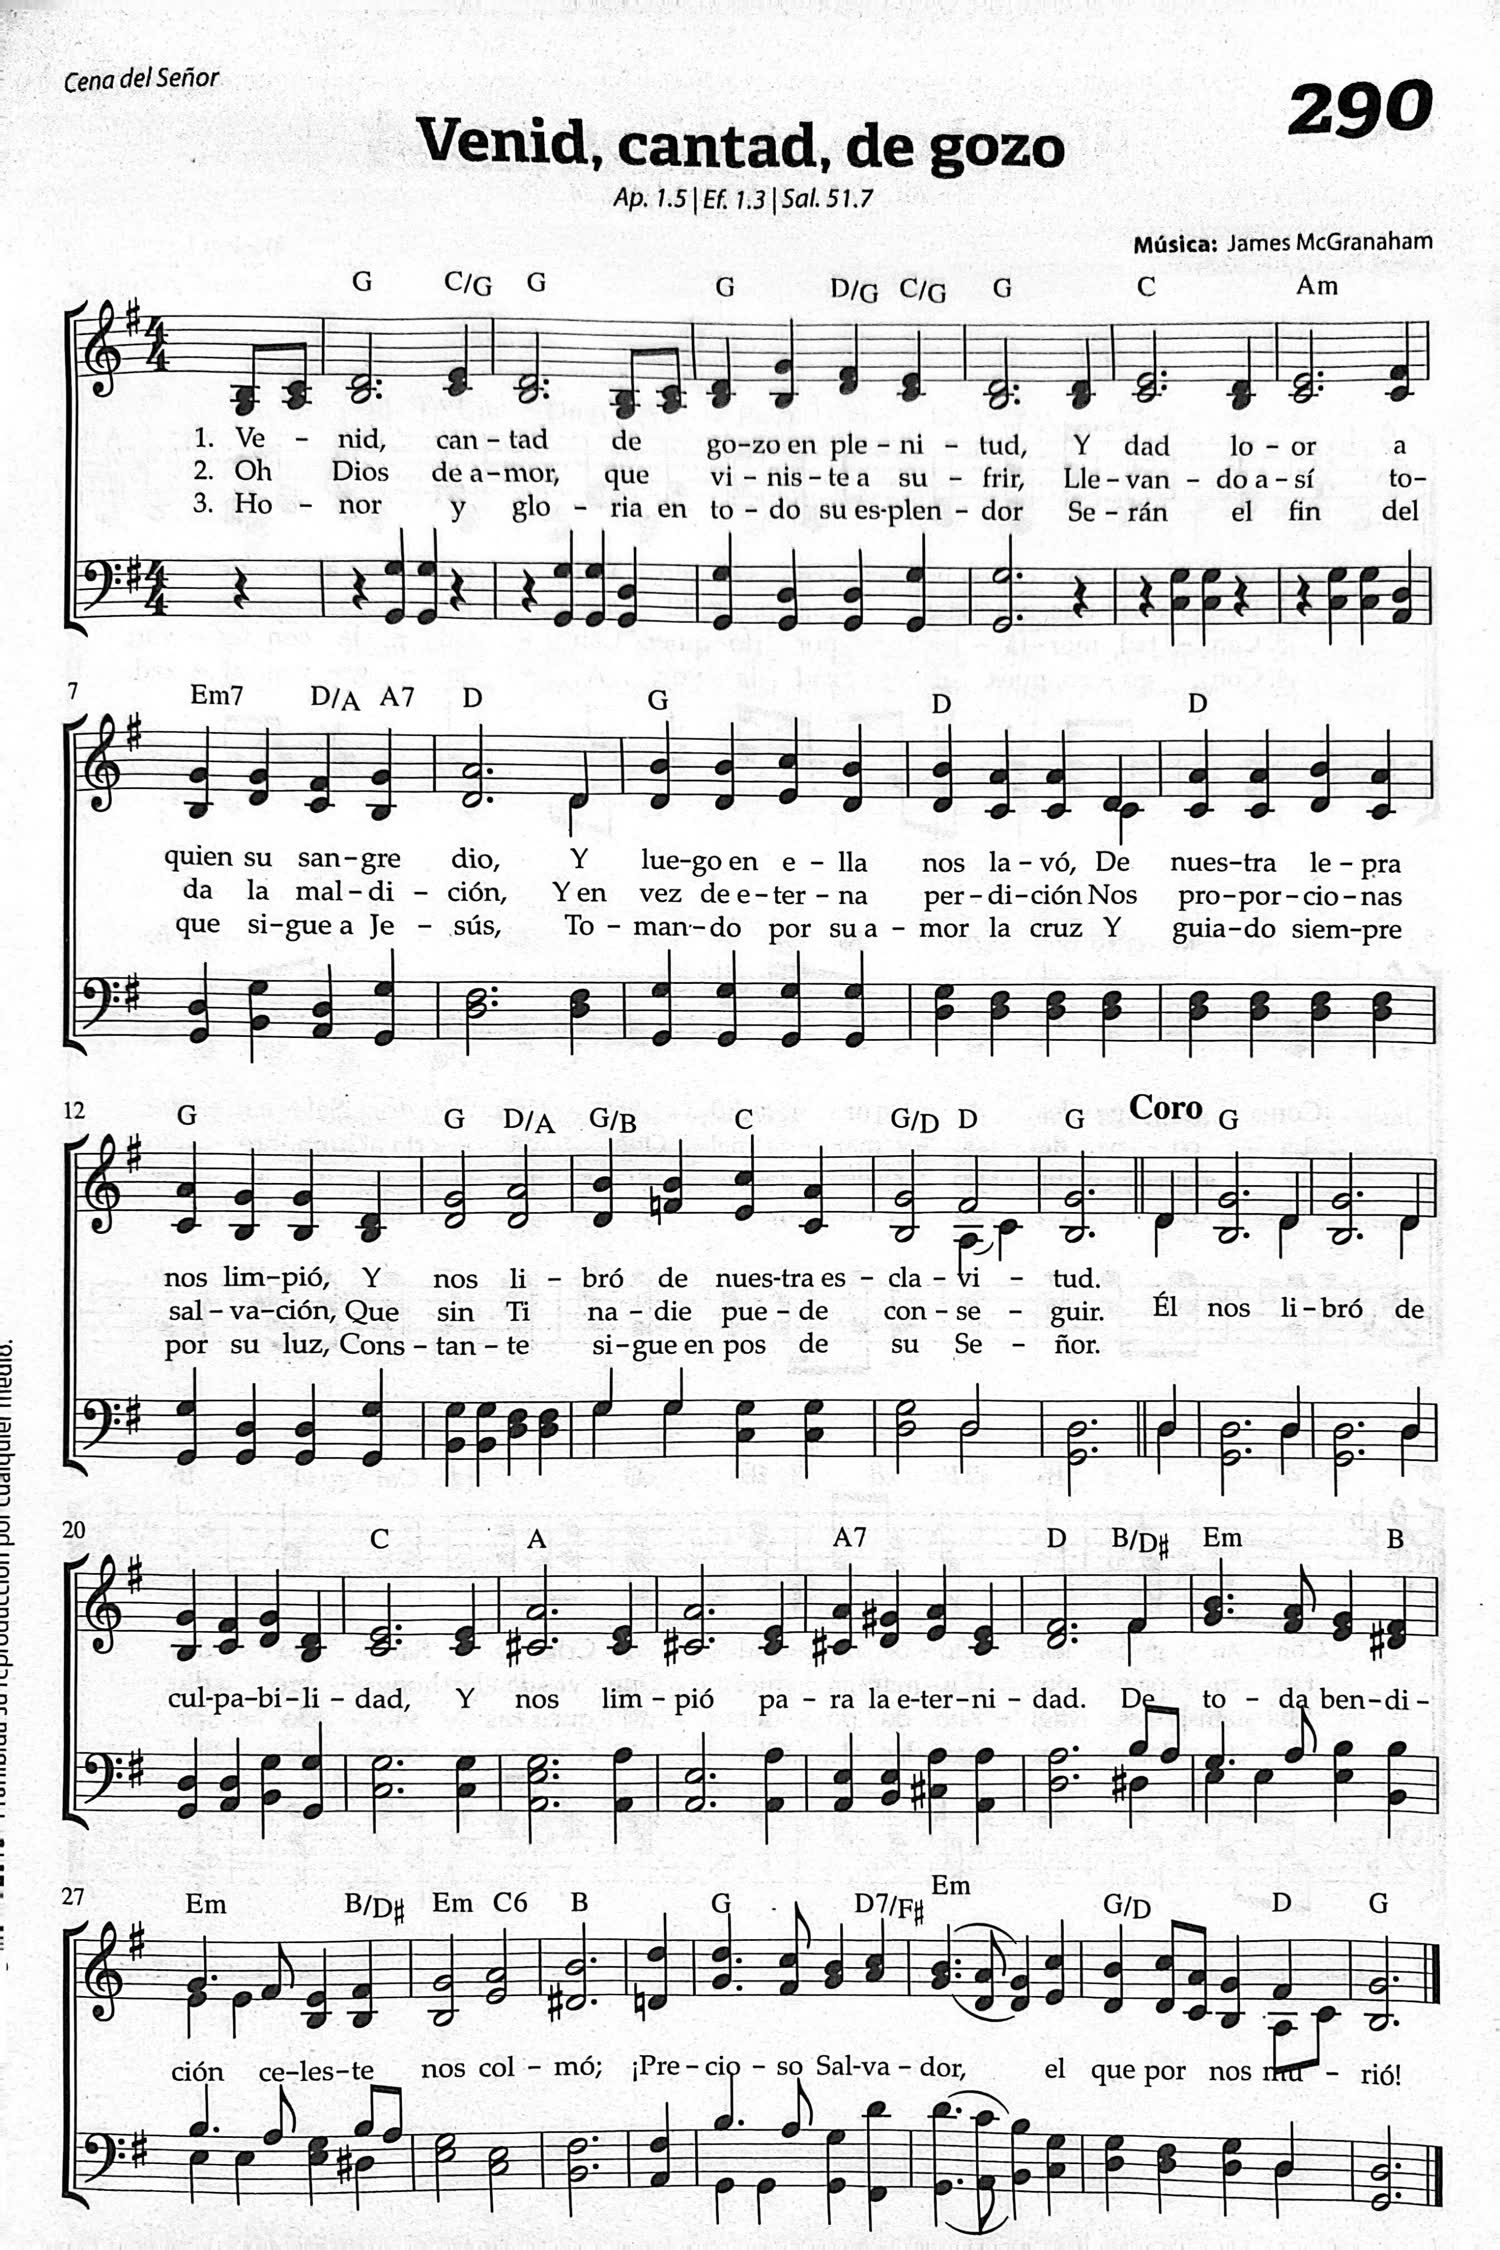 Cena del Señor
290
Venid, cantad, de gozo
Ap. 1.5 | Ef. 1.3 | Sal. 51.7
Música: James McGranaham
G C/G G G D/G C/G G C Am
1. Ve – nid, can – tad de go–zo en ple – ni – tud, Y dad lo – or a
2. Oh Dios de a–mor, que vi – nis – te a su – frir, Lle – van – do a – sí to–
3. Ho – nor y glo – ria en to – do su es-plen – dor Se – rán el fin del
7 Em7 D/A A7 D G D D
quien su san–gre dio, Y lue–go en e – lla nos la – vó, De nues–tra le – pra
da la mal – di – ción, Y en vez de e – ter – na per – di – ción Nos pro–por–cio–nas
que si–gue a Je – sús, To – man–do por su a – mor la cruz Y guia–do siem–pre
Coro
12 G G D/A G/B C G/D D G G
nos lim–pió, Y nos li – bró de nues-tra es – cla – vi – tud.
sal – va–ción, Que sin Ti na – die pue – de con – se – guir. Él nos li – bró de
por su luz, Cons – tan – te si–gue en pos de su Se – ñor.
20 C A A7 D B/D# Em B
cul-pa–bi–li – dad, Y nos lim – pió pa – ra la e-ter–ni – dad. De to – da ben–di –
27 Em B/D# Em C6 B G D7/F# Em G/D D G
ción ce–les–te nos col – mó; ¡Pre – cio – so Sal-va – dor, el que por nos mu – rió!
reproducción por cualquier medio.